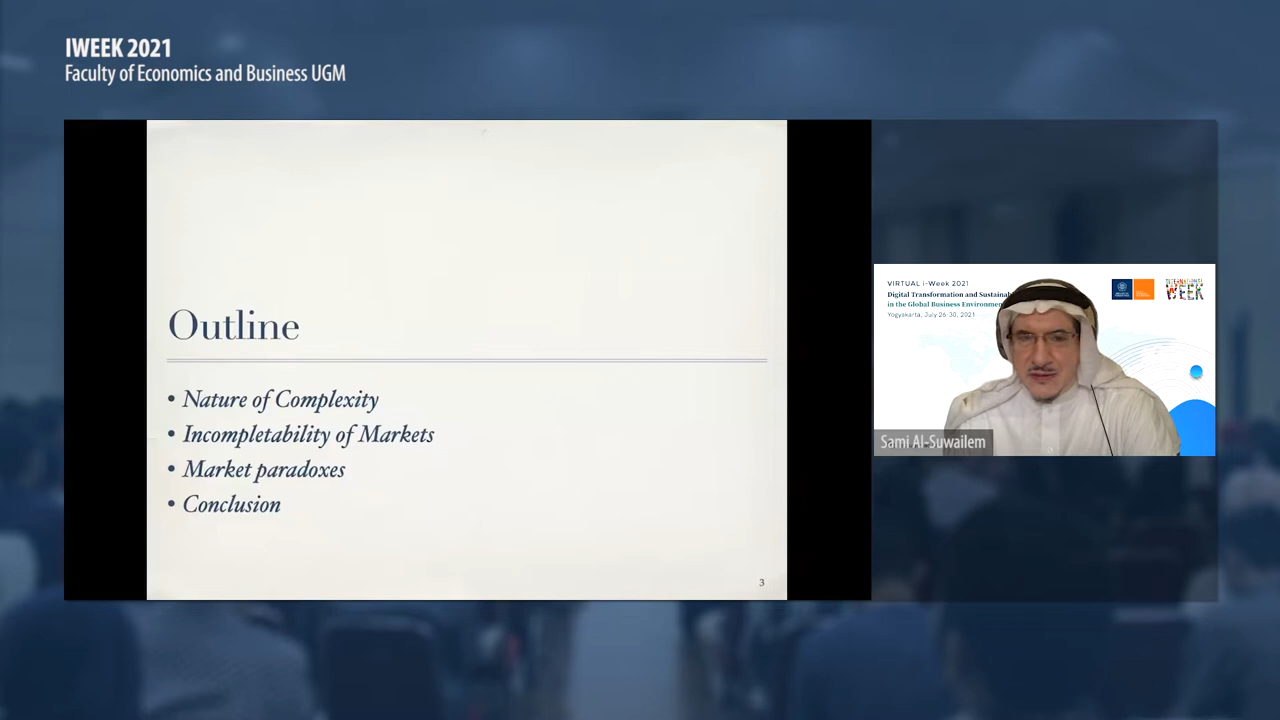 IWEEK 2021
Faculty of Economics and Business UGM
Outline
• Nature of Complexity
• Incompletability of Markets
• Market paradoxes
• Conclusion
3
VIRTUAL i-Week 2021
Digital Transformation and
in the Global Business
Yogyakarta, July 26-30, 2021
INTERNATIONAL
WEEK
Sami Al-Suwailem